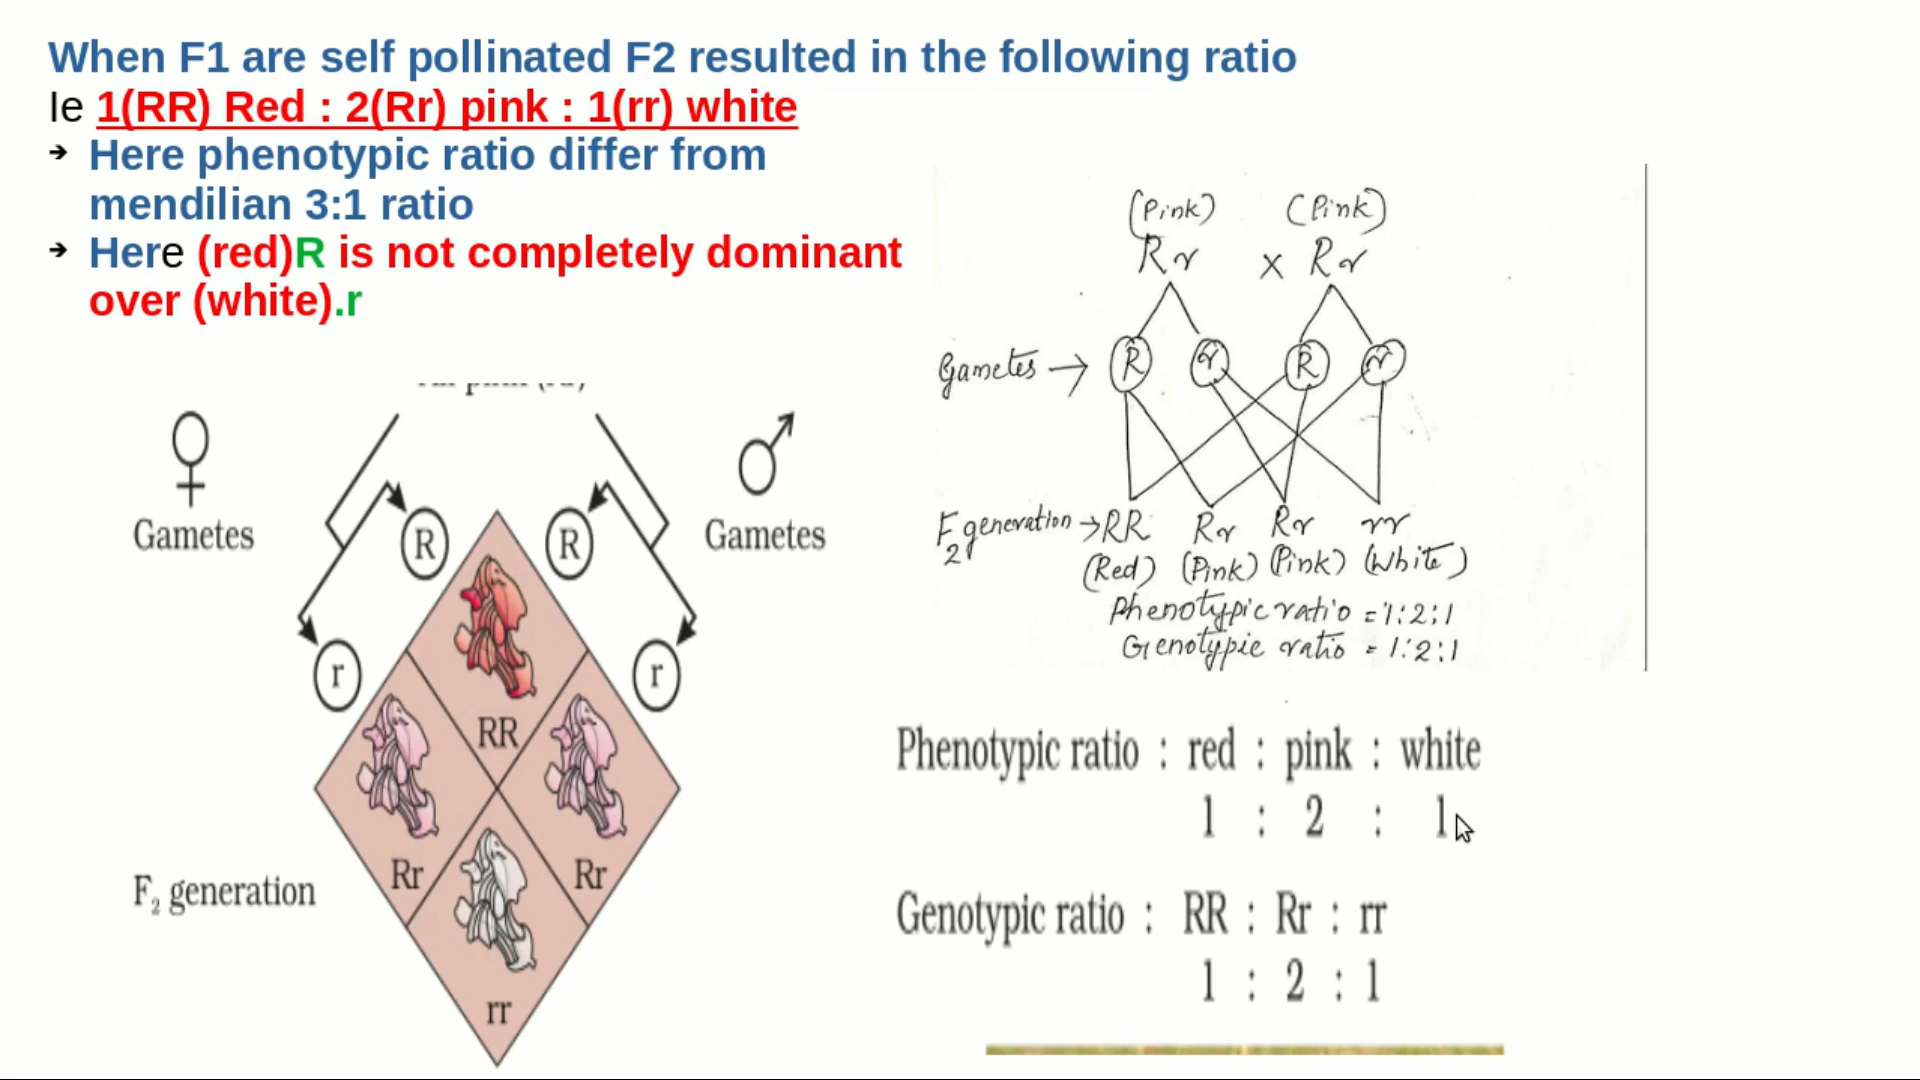 When F1 are self pollinated F2 resulted in the following ratio
Ie 1(RR) Red : 2(Rr) pink : 1(rr) white
➔ Here phenotypic ratio differ from
mendilian 3:1 ratio
➔ Here (red)R is not completely dominant
over (white).r
Gametes
Gametes
R
R
r
r
RR
Rr
Rr
rr
F2 generation
(Pink) (Pink)
Rr x Rr
Gametes → R r R r
F2 generation → RR Rr Rr rr
(Red) (Pink) (Pink) (White)
Phenotypic ratio = 1:2:1
Genotypic ratio = 1:2:1
Phenotypic ratio : red : pink : white
1 : 2 : 1
Genotypic ratio : RR : Rr : rr
1 : 2 : 1